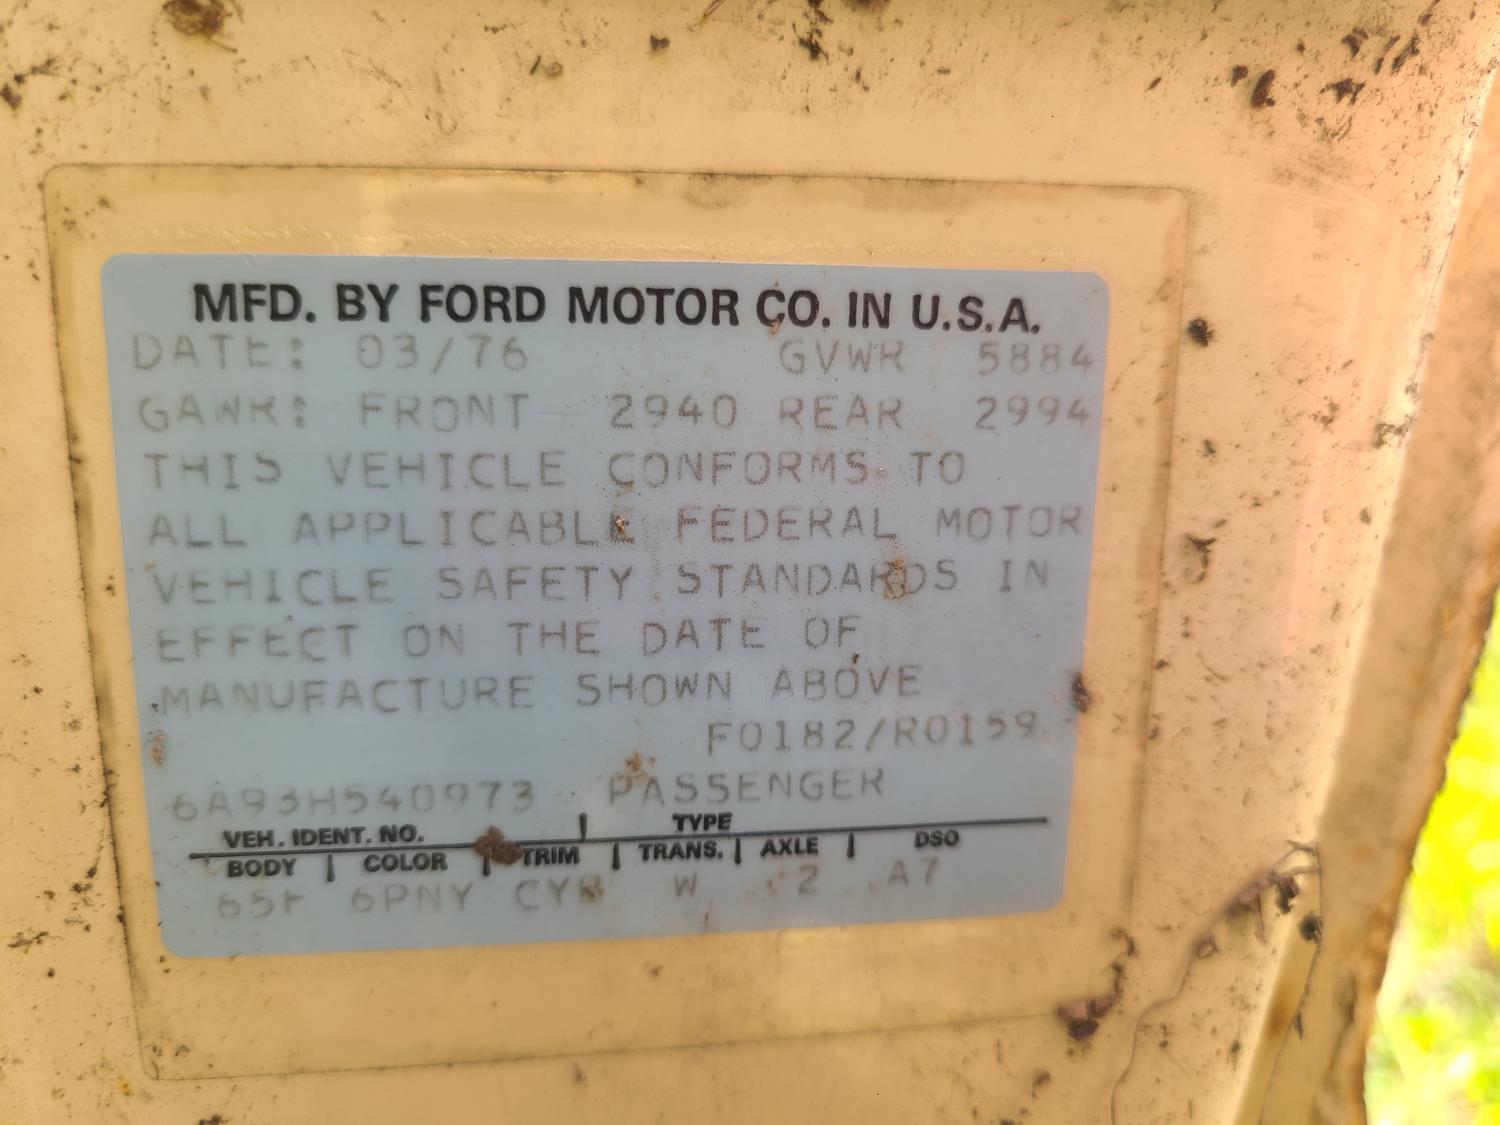 MFD. BY FORD MOTOR CO. IN U.S.A.
DATE: 03/76 GVWR 5884
GAWR: FRONT 2940 REAR 2994
THIS VEHICLE CONFORMS TO
ALL APPLICABLE FEDERAL MOTOR
VEHICLE SAFETY STANDARDS IN
EFFECT ON THE DATE OF
MANUFACTURE SHOWN ABOVE
F0182/R0159
6A93H540973 PASSENGER
VEH. IDENT. NO. TYPE
BODY COLOR TRIM TRANS. AXLE DSO
65F 6PNY W 2 A7